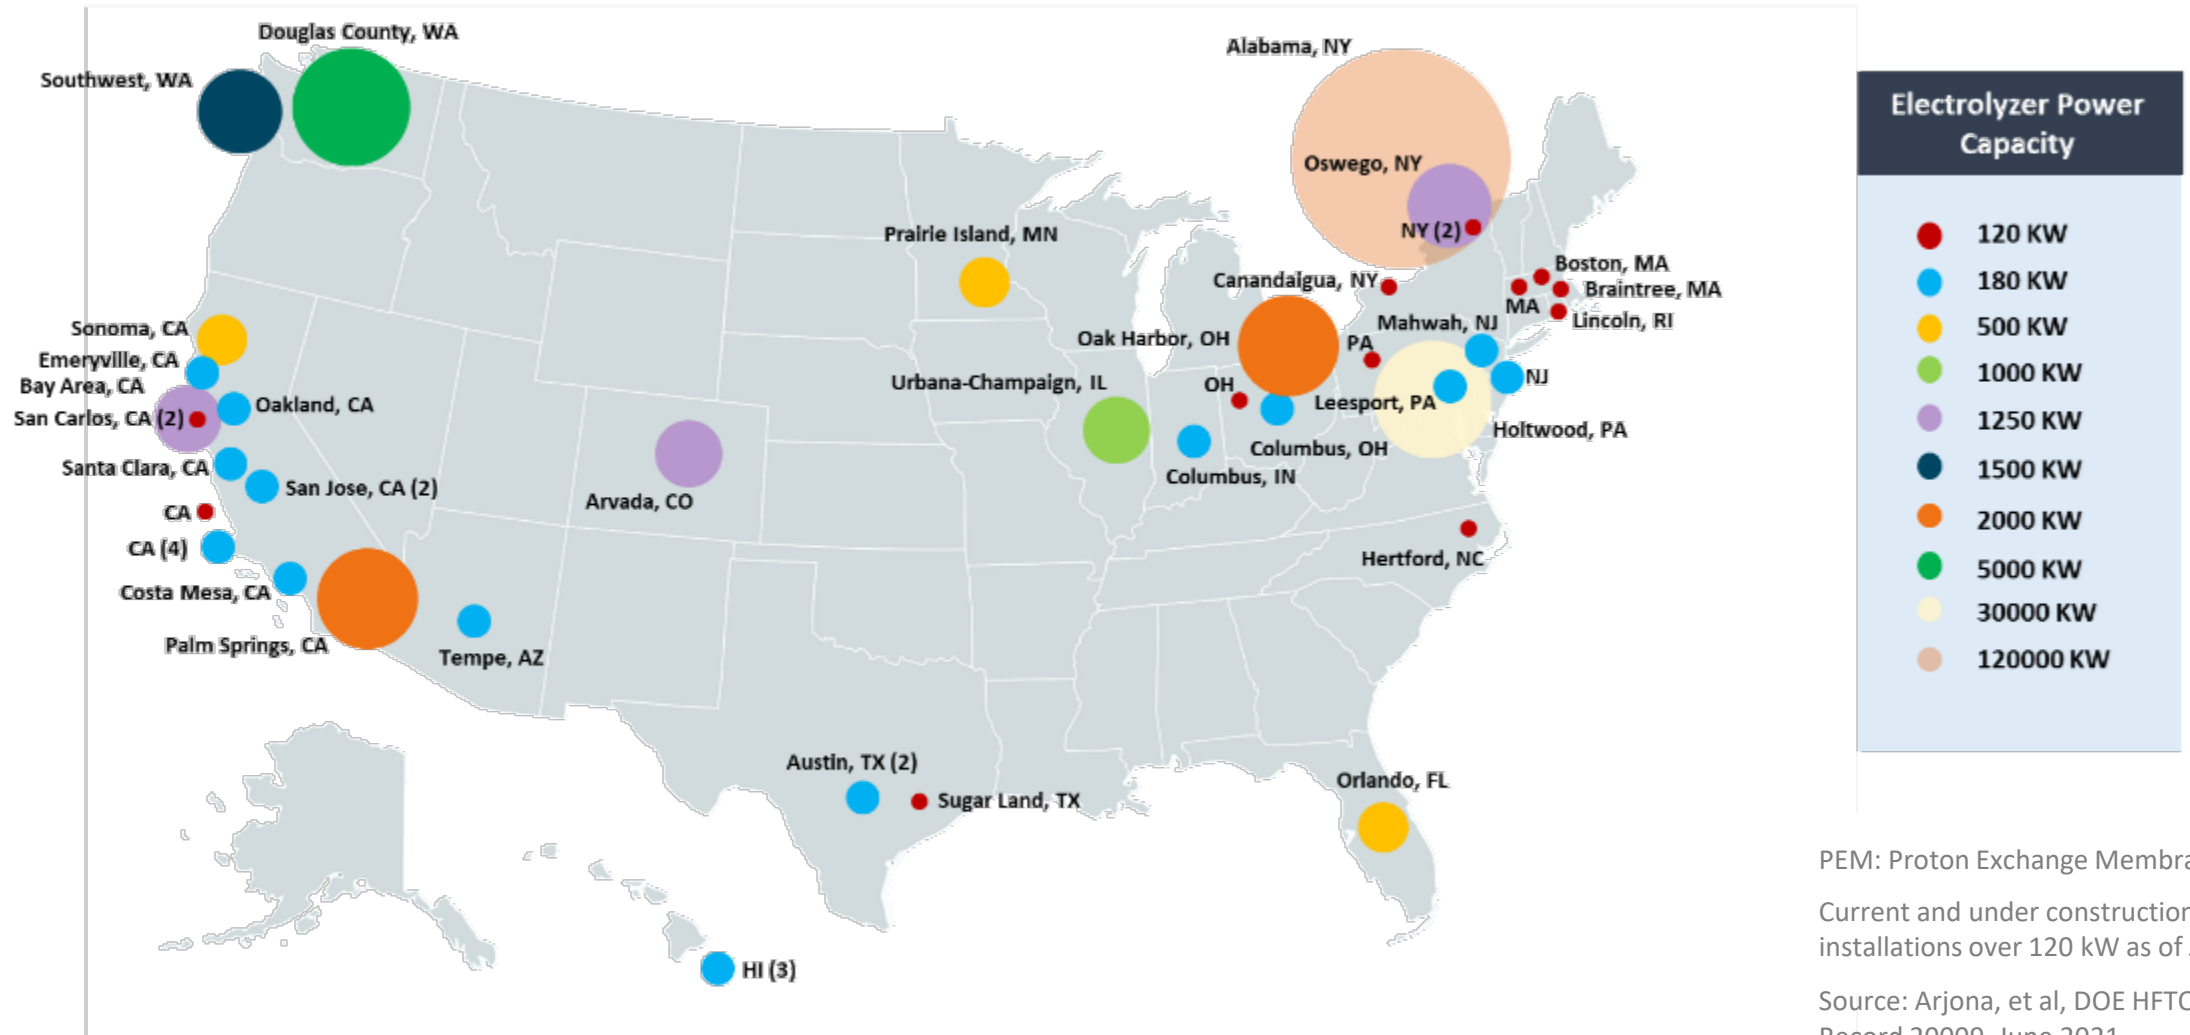 Douglas County, WA
Southwest, WA
Alabama, NY
Oswego, NY
NY (2)
Prairie Island, MN
Canandaigua, NY
Boston, MA
Braintree, MA
MA
Lincoln, RI
Mahwah, NJ
Sonoma, CA
Emeryville, CA
Bay Area, CA
San Carlos, CA (2)
Oakland, CA
Oak Harbor, OH
PA
Urbana-Champaign, IL
OH
NJ
Leesport, PA
Holtwood, PA
Columbus, OH
Columbus, IN
Santa Clara, CA
San Jose, CA (2)
Arvada, CO
CA
CA (4)
Hertford, NC
Costa Mesa, CA
Palm Springs, CA
Tempe, AZ
Austin, TX (2)
Sugar Land, TX
Orlando, FL
HI (3)
Electrolyzer Power
Capacity
120 KW
180 KW
500 KW
1000 KW
1250 KW
1500 KW
2000 KW
5000 KW
30000 KW
120000 KW
PEM: Proton Exchange
Current and under construction
installations over 120 kW as of
Source: Arjona, et al, DOE HFTO
Record 20009, June 2021